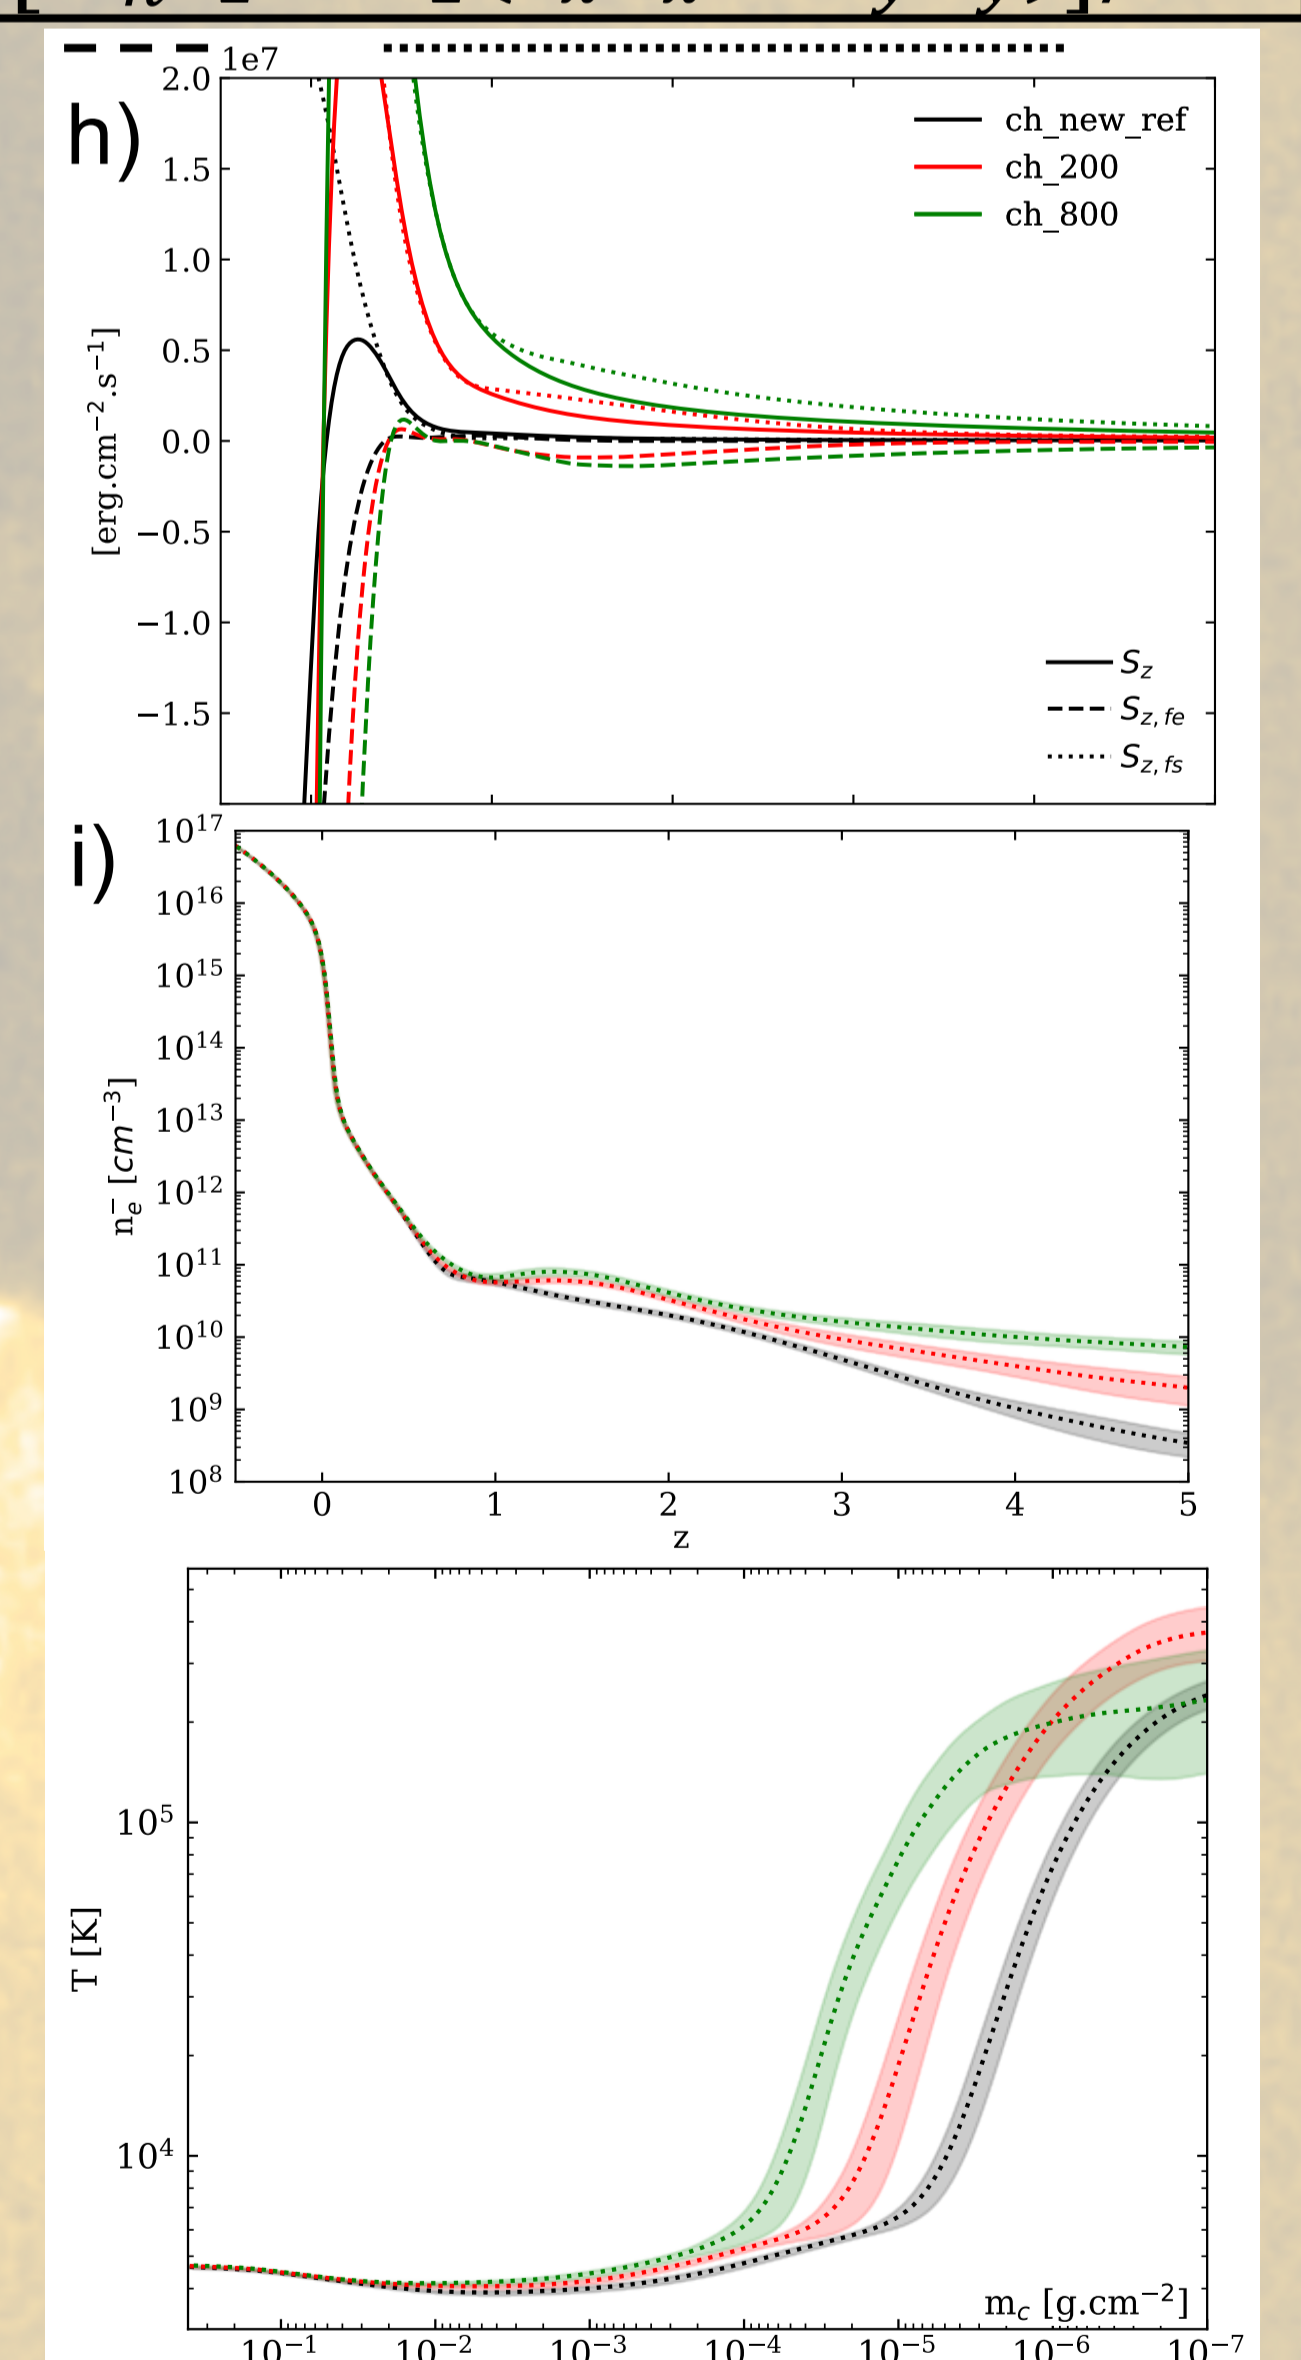 1e7
h)
2.0
1.5
1.0
0.5
0.0
−0.5
−1.0
−1.5
[erg.cm⁻².s⁻¹]
ch_new_ref
ch_200
ch_800
S_z
S_{z, fe}
S_{z, fs}
i)
10¹⁷
10¹⁶
10¹⁵
10¹⁴
10¹³
10¹²
10¹¹
10¹⁰
10⁹
10⁸
n_e⁻ [cm⁻³]
0 1 2 3 4 5
z
10⁵
10⁴
T [K]
m_c [g.cm⁻²]
10⁻¹ 10⁻² 10⁻³ 10⁻⁴ 10⁻⁵ 10⁻⁶ 10⁻⁷